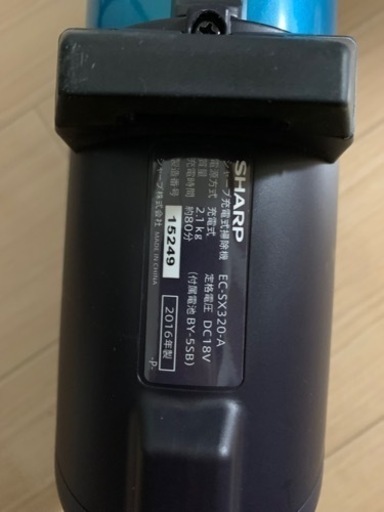 SHARP
シャープ充電式掃除機 EC-SX320-A
電源方式 充電式 定格電圧 DC18V
質量 2.1kg
充電時間 約80分 (付属電池 BY-5SB)
製造番号 15249 2016年製
シャープ株式会社 MADE IN CHINA -P.